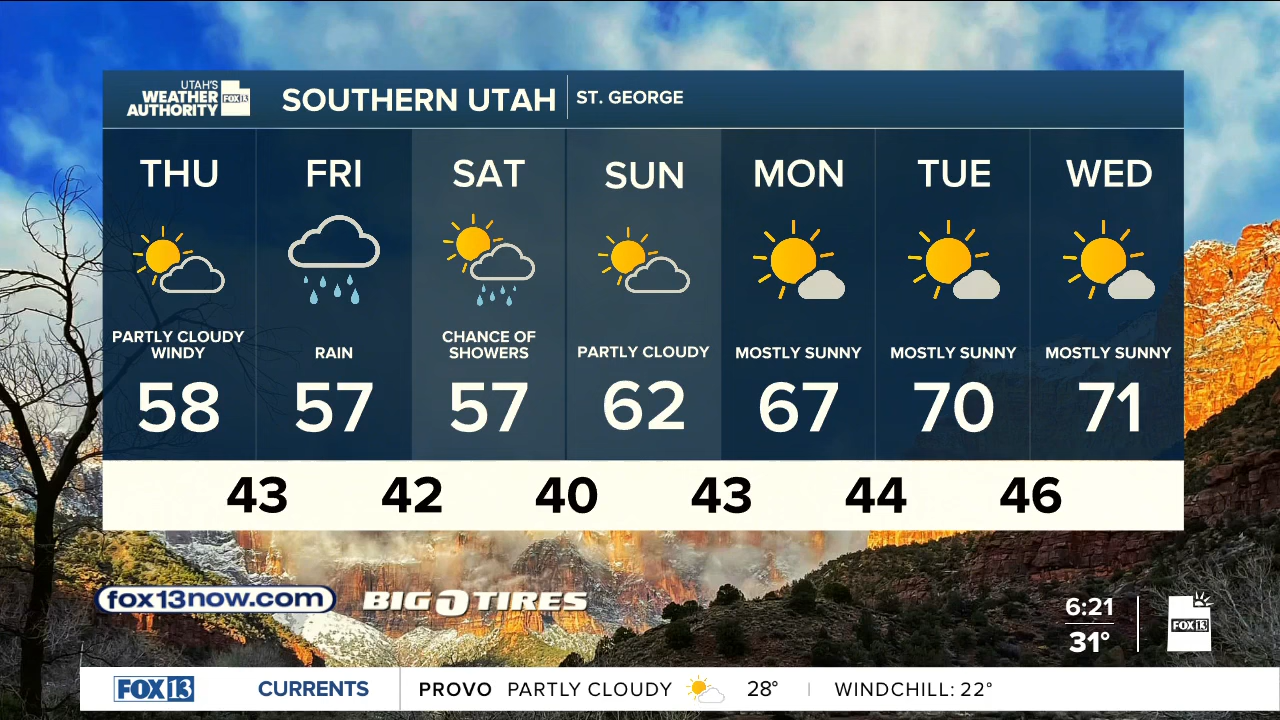 UTAH'S
WEATHER
AUTHORITY
FOX 13
SOUTHERN UTAH
ST. GEORGE
THU FRI SAT SUN MON TUE WED
PARTLY CLOUDY
WINDY
RAIN
CHANCE OF
SHOWERS
PARTLY CLOUDY
MOSTLY SUNNY
MOSTLY SUNNY
MOSTLY SUNNY
58 57 57 62 67 70 71
43 42 40 43 44 46
fox13now.com
BIG O TIRES
6:21
31°
FOX 13
FOX 13 CURRENTS PROVO PARTLY CLOUDY 28° WINDCHILL: 22°